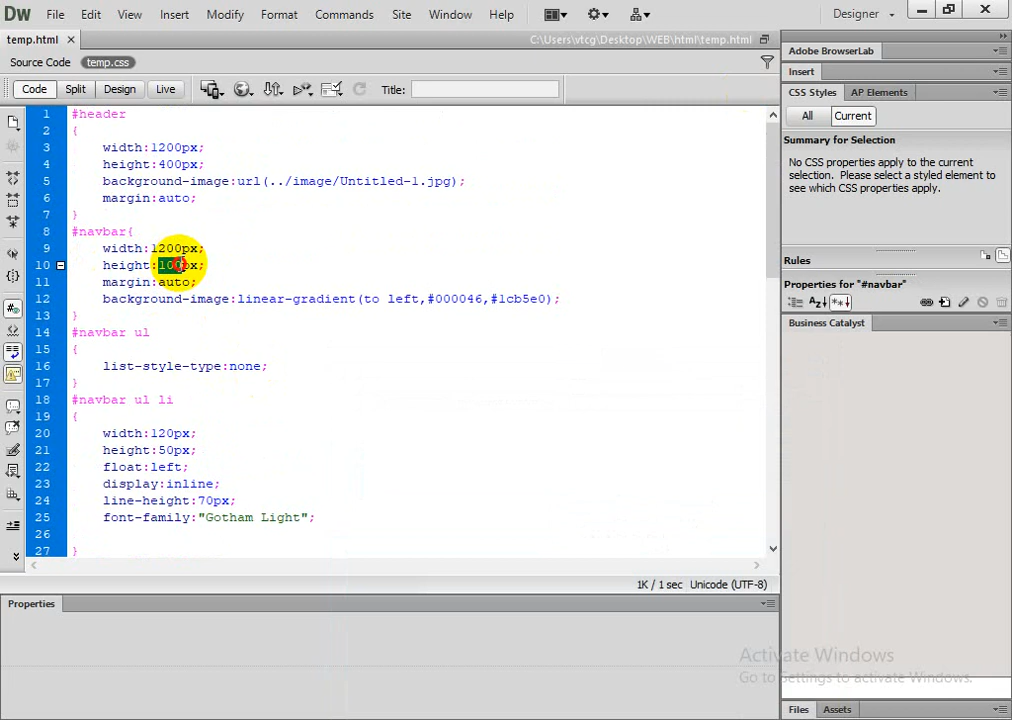 Dw File Edit View Insert Modify Format Commands Site Window Help Designer
temp.html C:\Users\vtcg\Desktop\WEB\html\temp.html
Source Code temp.css
Code Split Design Live Title:
1 #header
2 {
3 width:1200px;
4 height:400px;
5 background-image:url(../image/Untitled-1.jpg);
6 margin:auto;
7 }
8 #navbar{
9 width:1200px;
10 height:100px;
11 margin:auto;
12 background-image:linear-gradient(to left,#000046,#1cb5e0);
13 }
14 #navbar ul
15 {
16 list-style-type:none;
17 }
18 #navbar ul li
19 {
20 width:120px;
21 height:50px;
22 float:left;
23 display:inline;
24 line-height:70px;
25 font-family:"Gotham Light";
26
27 }
1K / 1 sec Unicode (UTF-8)
Properties
Adobe BrowserLab
Insert
CSS Styles AP Elements
All Current
Summary for Selection
No CSS properties apply to the current
selection. Please select a styled element to
see which CSS properties apply.
Rules
Properties for "#navbar"
Business Catalyst
Activate Windows
Go to Settings to activate Windows.
Files Assets